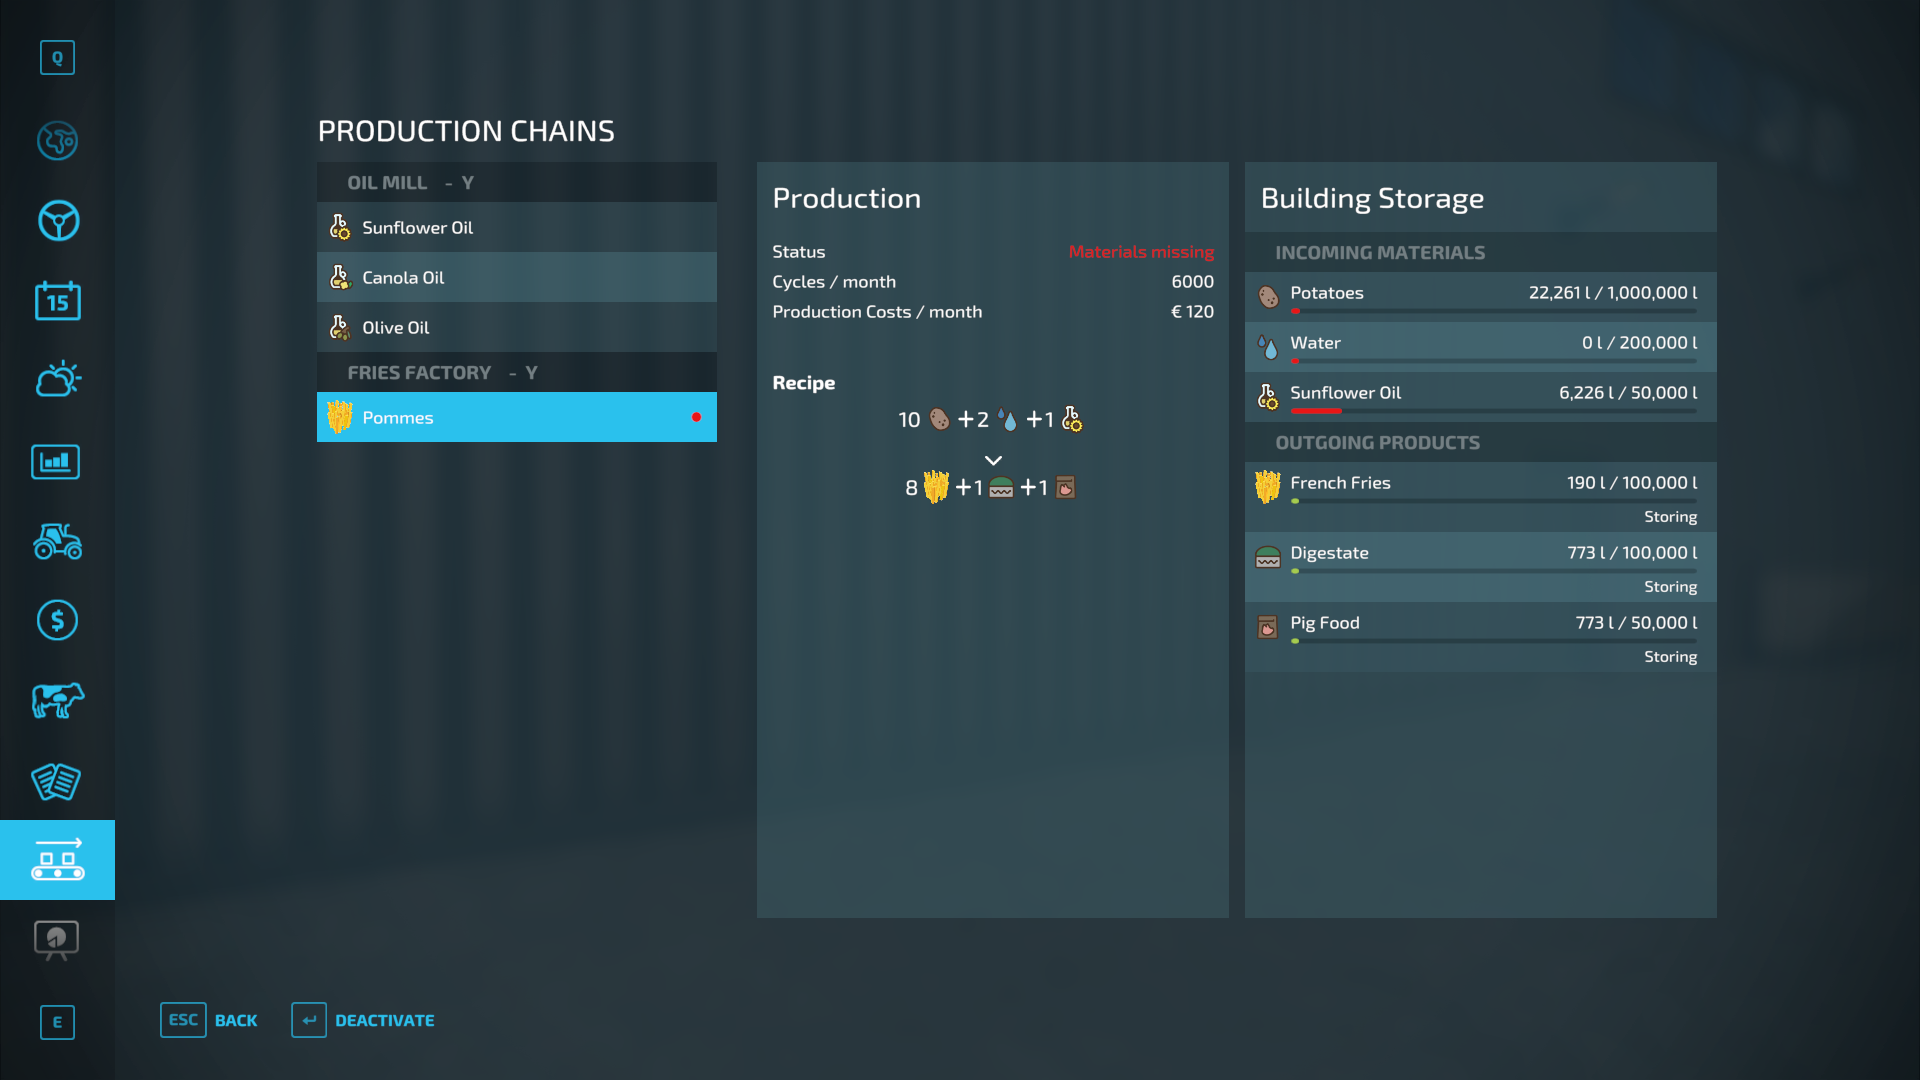 Q
15
$
E
PRODUCTION CHAINS
OIL MILL - Y
Sunflower Oil
Canola Oil
Olive Oil
FRIES FACTORY - Y
Pommes
Production
Status Materials missing
Cycles / month 6000
Production Costs / month € 120
Recipe
10 +2 +1
8 +1 +1
Building Storage
INCOMING MATERIALS
Potatoes 22,261 l / 1,000,000 l
Water 0 l / 200,000 l
Sunflower Oil 6,226 l / 50,000 l
OUTGOING PRODUCTS
French Fries 190 l / 100,000 l
Storing
Digestate 773 l / 100,000 l
Storing
Pig Food 773 l / 50,000 l
Storing
ESC BACK DEACTIVATE